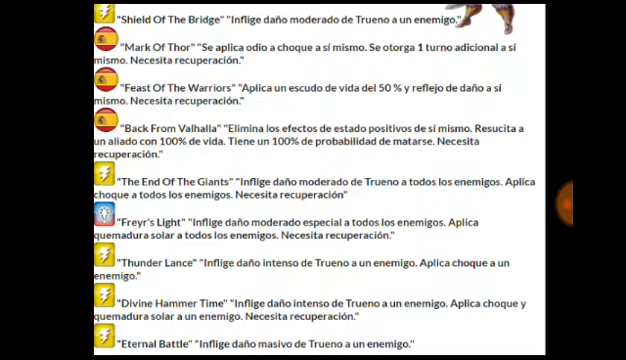 "Shield Of The Bridge" "Inflige daño moderado de Trueno a un enemigo."
"Mark Of Thor" "Se aplica odio a choque a sí mismo. Se otorga 1 turno adicional a sí
mismo. Necesita recuperación."
"Feast Of The Warriors" "Aplica un escudo de vida del 50 % y reflejo de daño a sí
mismo. Necesita recuperación."
"Back From Valhalla" "Elimina los efectos de estado positivos de sí mismo. Resucita a
un aliado con 100% de vida. Tiene un 100% de probabilidad de matarse. Necesita
recuperación."
"The End Of The Giants" "Inflige daño moderado de Trueno a todos los enemigos. Aplica
choque a todos los enemigos. Necesita recuperación"
"Freyr's Light" "Inflige daño moderado especial a todos los enemigos. Aplica
quemadura solar a todos los enemigos. Necesita recuperación."
"Thunder Lance" "Inflige daño intenso de Trueno a un enemigo. Aplica choque a un
enemigo."
"Divine Hammer Time" "Inflige daño intenso de Trueno a un enemigo. Aplica choque y
quemadura solar a un enemigo. Necesita recuperación."
"Eternal Battle" "Inflige daño masivo de Trueno a un enemigo."